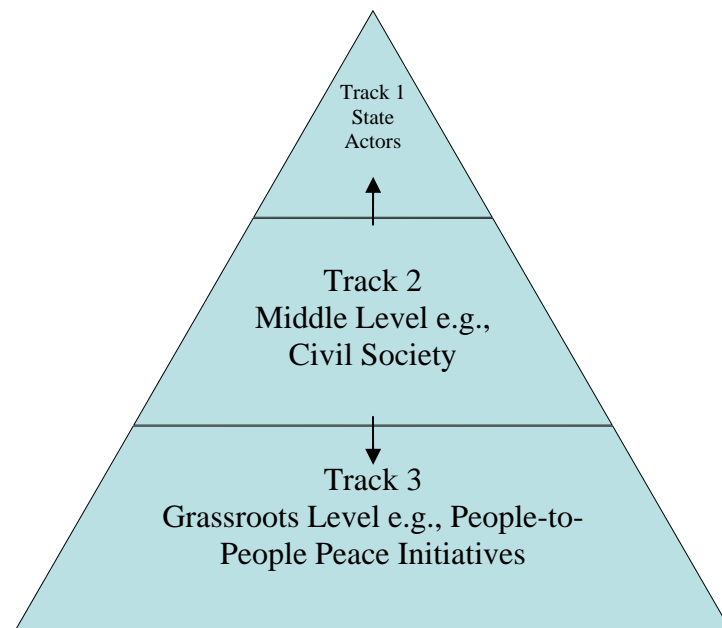 Track 1
State
Actors
Track 2
Middle Level e.g.,
Civil Society
Track 3
Grassroots Level e.g., People-to-
People Peace Initiatives